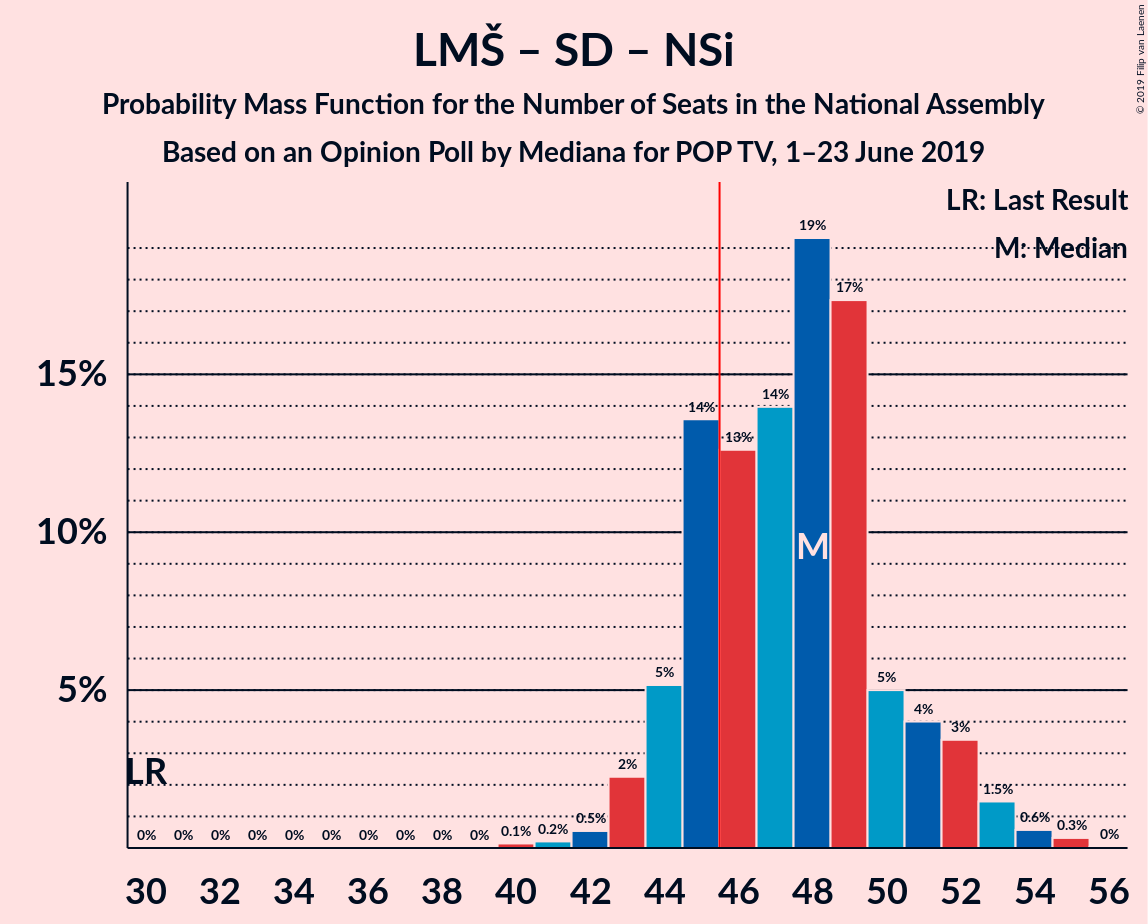 LMŠ – SD – NSi
Probability Mass Function for the Number of Seats in the National Assembly
Based on an Opinion Poll by Mediana for POP TV, 1–23 June 2019
© 2019 Filip van Laenen
LR: Last Result
M: Median
15%
10%
5%
LR
M
0% 0% 0% 0% 0% 0% 0% 0% 0% 0% 0.1% 0.2% 0.5% 2% 5% 14% 13% 14% 19% 17% 5% 4% 3% 1.5% 0.6% 0.3% 0%
30 32 34 36 38 40 42 44 46 48 50 52 54 56